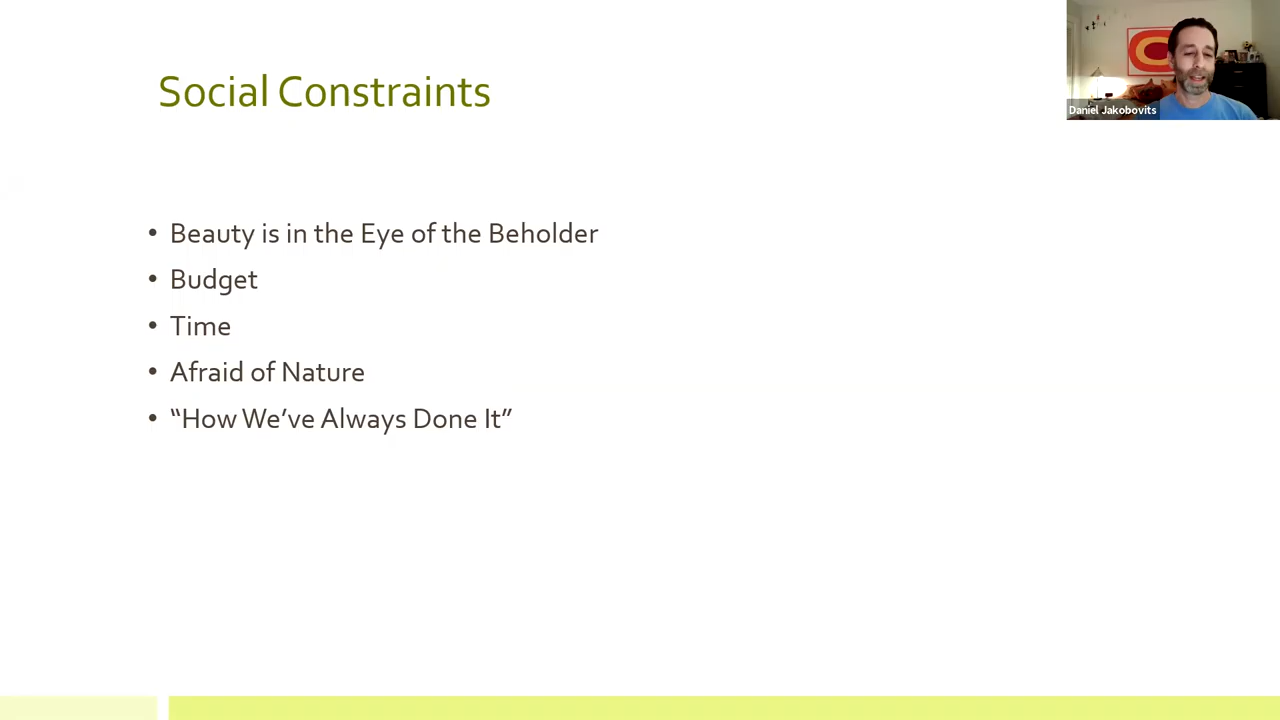 Social Constraints
Daniel Jakobovits
• Beauty is in the Eye of the Beholder
• Budget
• Time
• Afraid of Nature
• “How We’ve Always Done It”